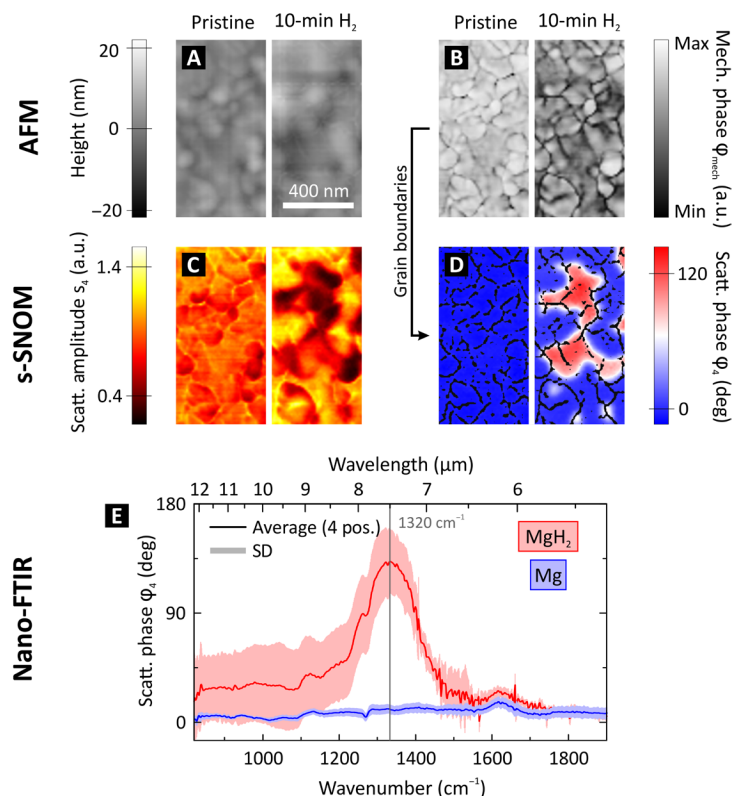 Pristine 10-min H₂ Pristine 10-min H₂
AFM
Height (nm)
20
0
−20
A
400 nm
B
Max
Min
Mech. phase φmech (a.u.)
Grain boundaries
s-SNOM
Scatt. amplitude s₄ (a.u.)
1.4
0.4
C
D
120
0
Scatt. phase φ₄ (deg)
Nano-FTIR
Wavelength (µm)
12 11 10 9 8 7 6
E
180
90
0
Scatt. phase φ₄ (deg)
Average (4 pos.)
SD
1320 cm⁻¹
MgH₂
Mg
1000 1200 1400 1600 1800
Wavenumber (cm⁻¹)